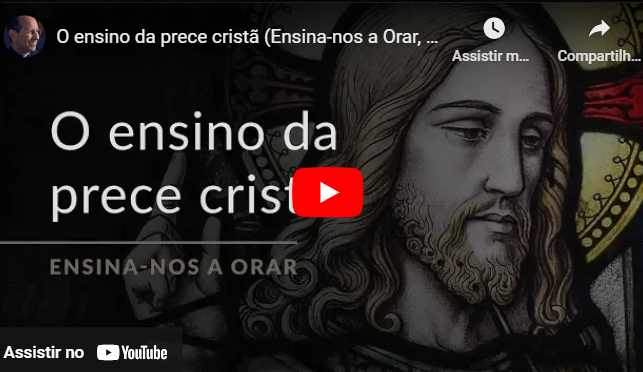 O ensino da prece cristã (Ensina-nos a Orar, ...
Assistir m...
Compartilh...
O ensino da
prece crist
ENSINA-NOS A ORAR
Assistir no YouTube